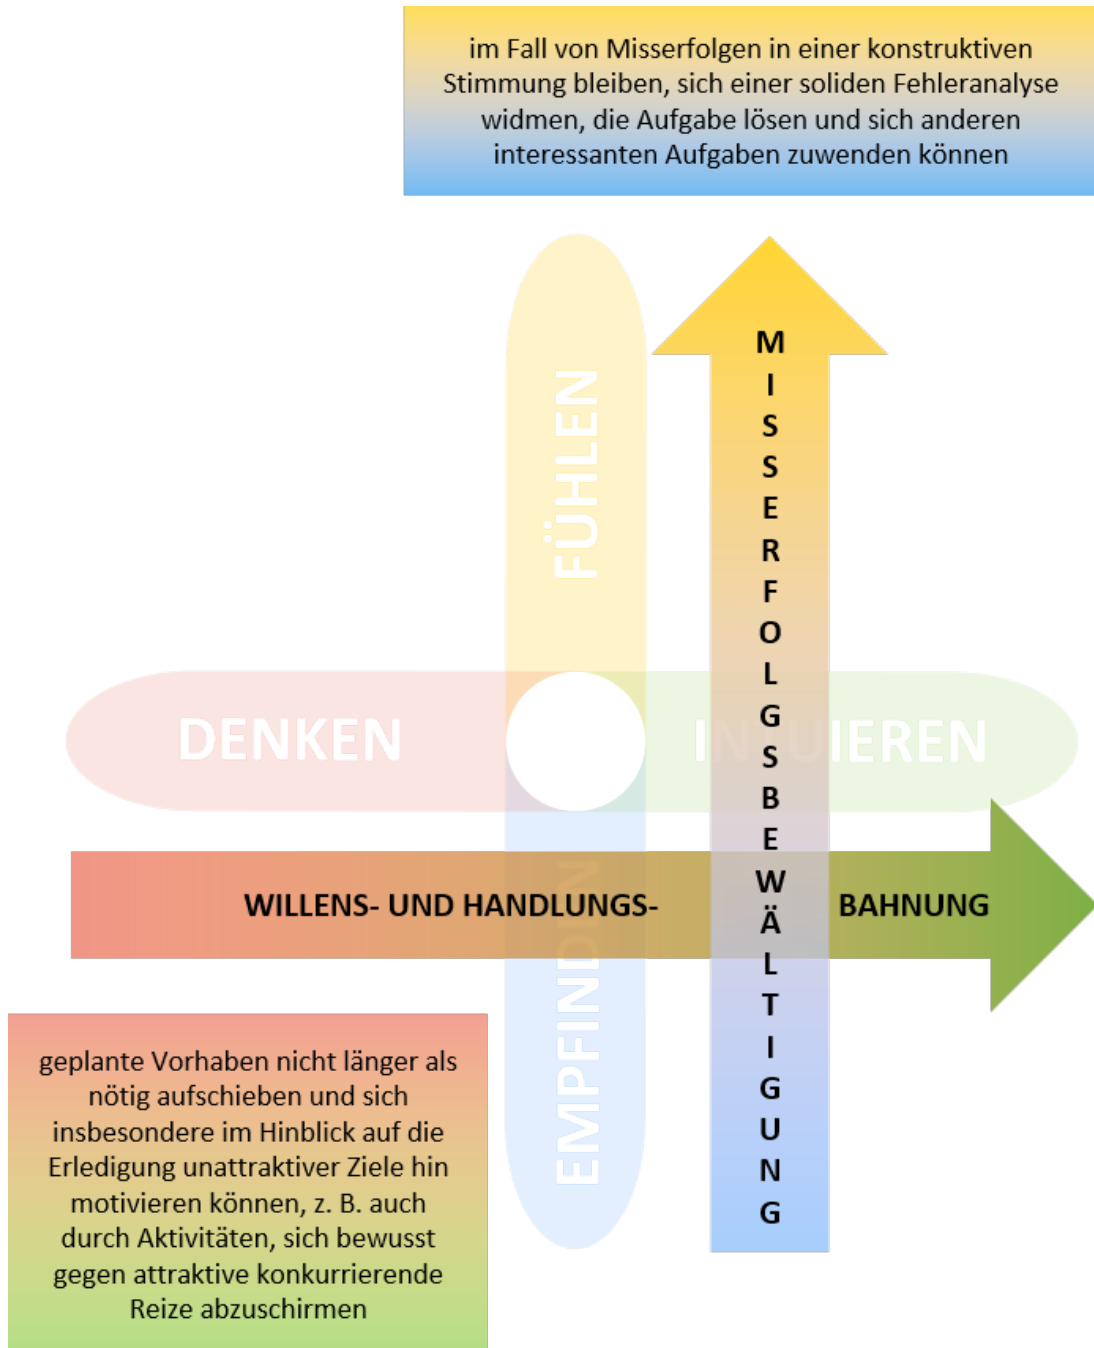 im Fall von Misserfolgen in einer konstruktiven
Stimmung bleiben, sich einer soliden Fehleranalyse
widmen, die Aufgabe lösen und sich anderen
interessanten Aufgaben zuwenden können
FÜHLEN
MISSERFOLGSBEWÄLTIGUNG
DENKEN
INTUIEREN
WILLENS- UND HANDLUNGS- BAHNUNG
EMPFINDEN
geplante Vorhaben nicht länger als
nötig aufschieben und sich
insbesondere im Hinblick auf die
Erledigung unattraktiver Ziele hin
motivieren können, z. B. auch
durch Aktivitäten, sich bewusst
gegen attraktive konkurrierende
Reize abzuschirmen